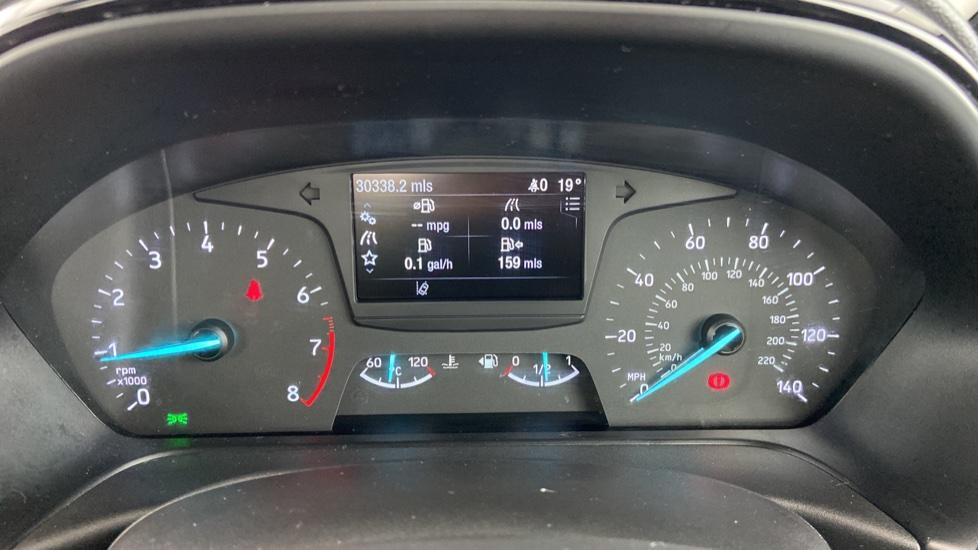 30338.2 mls 0 19°
-- mpg 0.0 mls
0.1 gal/h 159 mls
0 1 2 3 4 5 6 7 8
rpm
x1000
60 120
°C
0 1/2 1
0 20 40 60 80 100 120 140
MPH
0 20 40 60 80 100 120 140 160 180 200 220
km/h